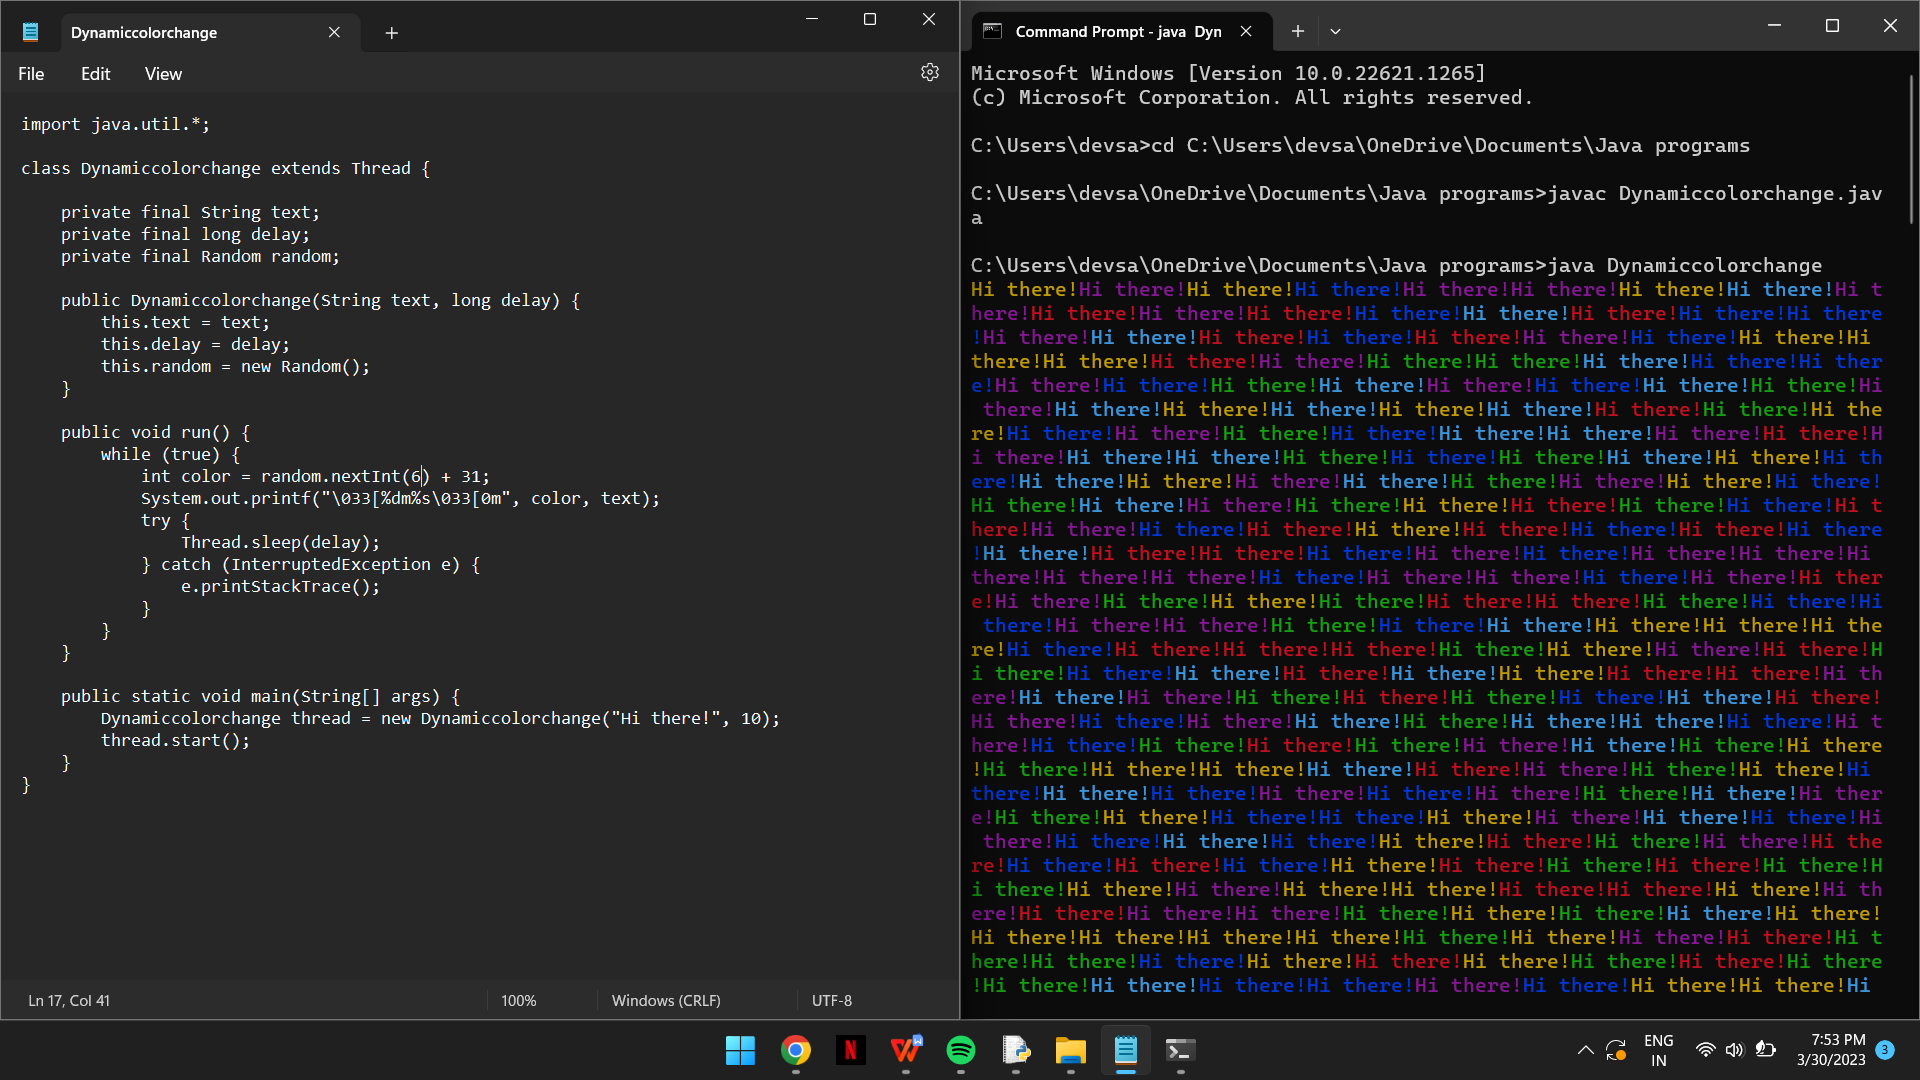 Dynamiccolorchange
File Edit View
import java.util.*;
class Dynamiccolorchange extends Thread {
    private final String text;
    private final long delay;
    private final Random random;
    public Dynamiccolorchange(String text, long delay) {
        this.text = text;
        this.delay = delay;
        this.random = new Random();
    }
    public void run() {
        while (true) {
            int color = random.nextInt(6) + 31;
            System.out.printf("\033[%dm%s\033[0m", color, text);
            try {
                Thread.sleep(delay);
            } catch (InterruptedException e) {
                e.printStackTrace();
            }
        }
    }
    public static void main(String[] args) {
        Dynamiccolorchange thread = new Dynamiccolorchange("Hi there!", 10);
        thread.start();
    }
}
Ln 17, Col 41 100% Windows (CRLF) UTF-8
Command Prompt - java Dyn
Microsoft Windows [Version 10.0.22621.1265]
(c) Microsoft Corporation. All rights reserved.
C:\Users\devsa>cd C:\Users\devsa\OneDrive\Documents\Java programs
C:\Users\devsa\OneDrive\Documents\Java programs>javac Dynamiccolorchange.jav
a
C:\Users\devsa\OneDrive\Documents\Java programs>java Dynamiccolorchange
Hi there!Hi there!Hi there!Hi there!Hi there!Hi there!Hi there!Hi there!Hi t
here!Hi there!Hi there!Hi there!Hi there!Hi there!Hi there!Hi there!Hi there
!Hi there!Hi there!Hi there!Hi there!Hi there!Hi there!Hi there!Hi there!Hi
there!Hi there!Hi there!Hi there!Hi there!Hi there!Hi there!Hi there!Hi ther
e!Hi there!Hi there!Hi there!Hi there!Hi there!Hi there!Hi there!Hi there!Hi
 there!Hi there!Hi there!Hi there!Hi there!Hi there!Hi there!Hi there!Hi the
re!Hi there!Hi there!Hi there!Hi there!Hi there!Hi there!Hi there!Hi there!H
i there!Hi there!Hi there!Hi there!Hi there!Hi there!Hi there!Hi there!Hi th
ere!Hi there!Hi there!Hi there!Hi there!Hi there!Hi there!Hi there!Hi there!
Hi there!Hi there!Hi there!Hi there!Hi there!Hi there!Hi there!Hi there!Hi t
here!Hi there!Hi there!Hi there!Hi there!Hi there!Hi there!Hi there!Hi there
!Hi there!Hi there!Hi there!Hi there!Hi there!Hi there!Hi there!Hi there!Hi
there!Hi there!Hi there!Hi there!Hi there!Hi there!Hi there!Hi there!Hi ther
e!Hi there!Hi there!Hi there!Hi there!Hi there!Hi there!Hi there!Hi there!Hi
 there!Hi there!Hi there!Hi there!Hi there!Hi there!Hi there!Hi there!Hi the
re!Hi there!Hi there!Hi there!Hi there!Hi there!Hi there!Hi there!Hi there!H
i there!Hi there!Hi there!Hi there!Hi there!Hi there!Hi there!Hi there!Hi th
ere!Hi there!Hi there!Hi there!Hi there!Hi there!Hi there!Hi there!Hi there!
Hi there!Hi there!Hi there!Hi there!Hi there!Hi there!Hi there!Hi there!Hi t
here!Hi there!Hi there!Hi there!Hi there!Hi there!Hi there!Hi there!Hi there
!Hi there!Hi there!Hi there!Hi there!Hi there!Hi there!Hi there!Hi there!Hi
there!Hi there!Hi there!Hi there!Hi there!Hi there!Hi there!Hi there!Hi ther
e!Hi there!Hi there!Hi there!Hi there!Hi there!Hi there!Hi there!Hi there!Hi
 there!Hi there!Hi there!Hi there!Hi there!Hi there!Hi there!Hi there!Hi the
re!Hi there!Hi there!Hi there!Hi there!Hi there!Hi there!Hi there!Hi there!H
i there!Hi there!Hi there!Hi there!Hi there!Hi there!Hi there!Hi there!Hi th
ere!Hi there!Hi there!Hi there!Hi there!Hi there!Hi there!Hi there!Hi there!
Hi there!Hi there!Hi there!Hi there!Hi there!Hi there!Hi there!Hi there!Hi t
here!Hi there!Hi there!Hi there!Hi there!Hi there!Hi there!Hi there!Hi there
!Hi there!Hi there!Hi there!Hi there!Hi there!Hi there!Hi there!Hi there!Hi
ENG
IN
7:53 PM
3/30/2023
3